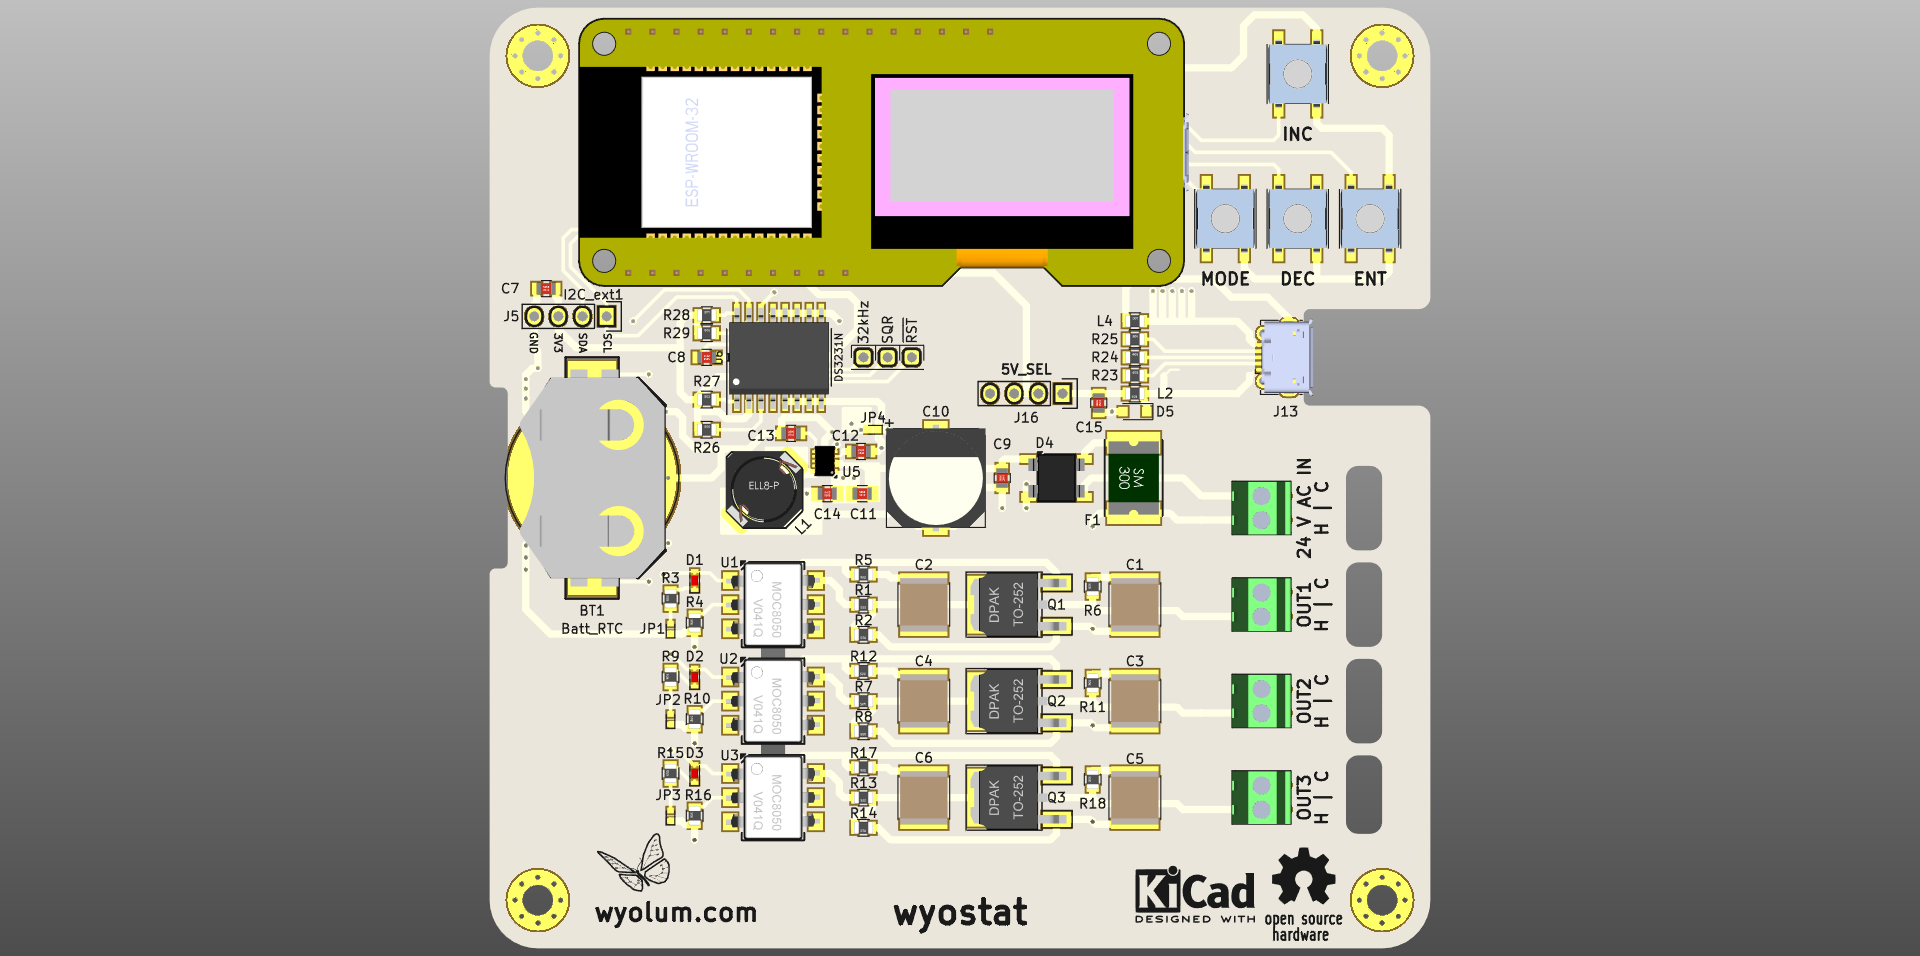 ESP-WROOM-32
INC
MODE
DEC
ENT
C7
I2C_ext1
J5
GND
3V3
SDA
SCL
R28
R29
C8
R27
R26
DS3231N
32kHz
SQR
RST
5V_SEL
J16
L4
R25
R24
R23
L2
D5
C15
J13
C13
JP4
+
C12
U5
C14
C11
ELL8-P
L1
C10
C9
D4
F1
SM
300
24 V AC IN
H | C
BT1
Batt_RTC
R3
D1
R4
JP1
U1
MOC8050
V041Q
R5
R1
R2
C2
DPAK
TO-252
Q1
R6
C1
OUT1
H | C
R9
D2
JP2
R10
U2
MOC8050
V041Q
R12
R7
R8
C4
DPAK
TO-252
Q2
R11
C3
OUT2
H | C
R15
D3
JP3
R16
U3
MOC8050
V041Q
R17
R13
R14
C6
DPAK
TO-252
Q3
R18
C5
OUT3
H | C
wyolum.com
wyostat
KiCad
DESIGNED WITH
open source
hardware